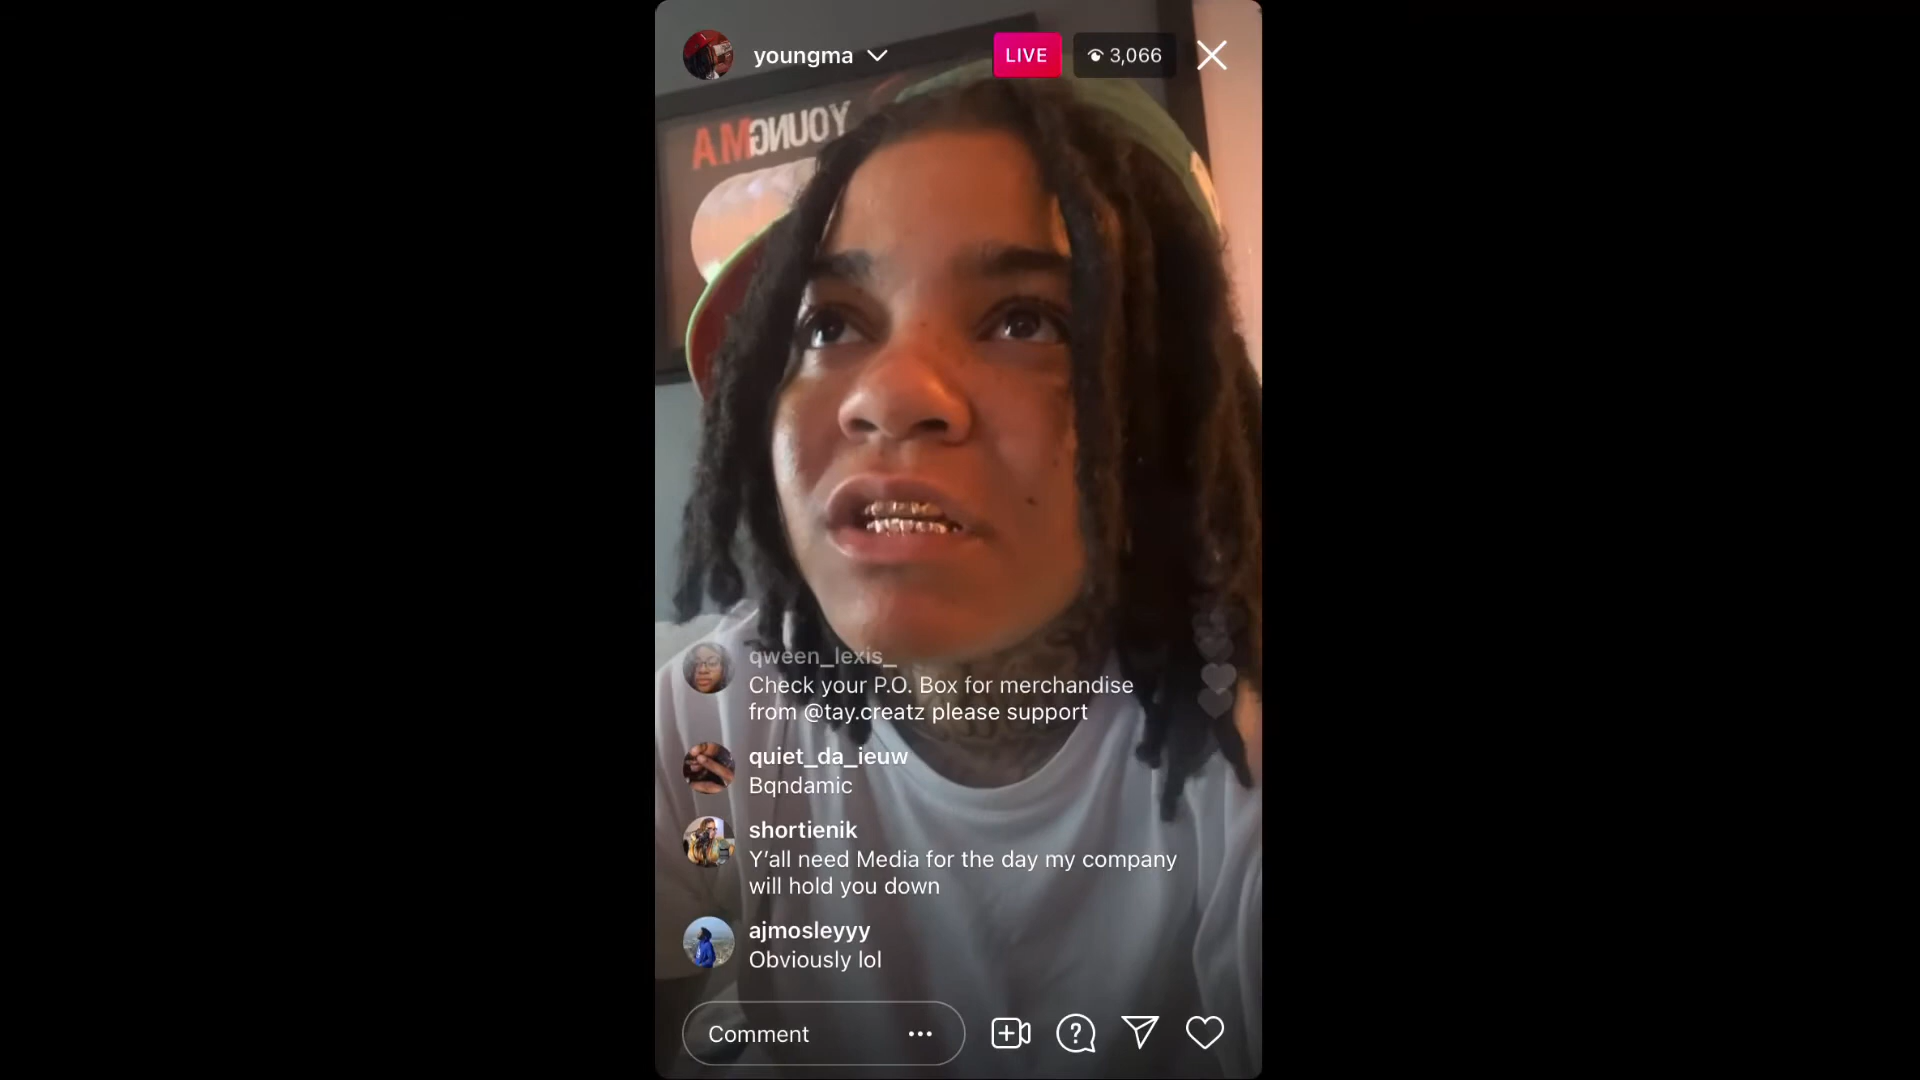 youngma
LIVE
3,066
YOUNGM.A
qween_lexis_
Check your P.O. Box for merchandise
from @tay.creatz please support
quiet_da_ieuw
Bqndamic
shortienik
Y'all need Media for the day my company
will hold you down
ajmosleyyy
Obviously lol
Comment